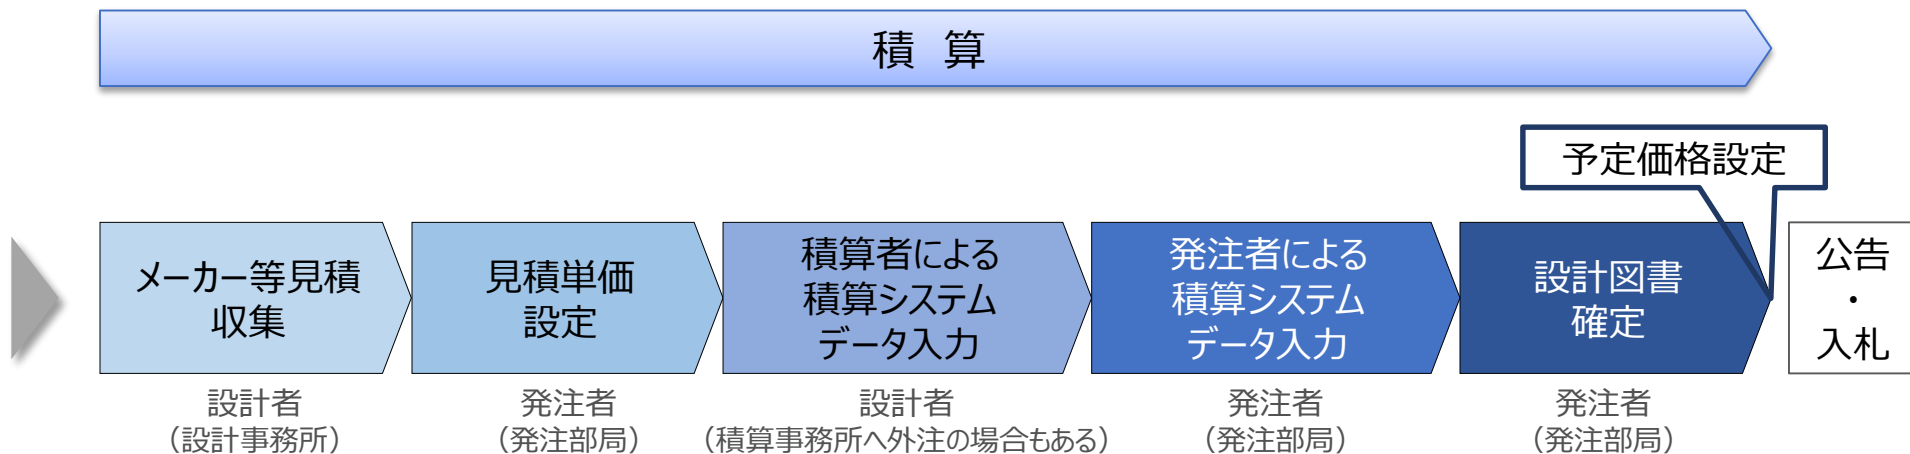 積 算
予定価格設定
メーカー等見積
収集
見積単価
設定
積算者による
積算システム
データ入力
発注者による
積算システム
データ入力
設計図書
確定
公告
・
入札
設計者
（設計事務所）
発注者
（発注部局）
設計者
（積算事務所へ外注の場合もある）
発注者
（発注部局）
発注者
（発注部局）